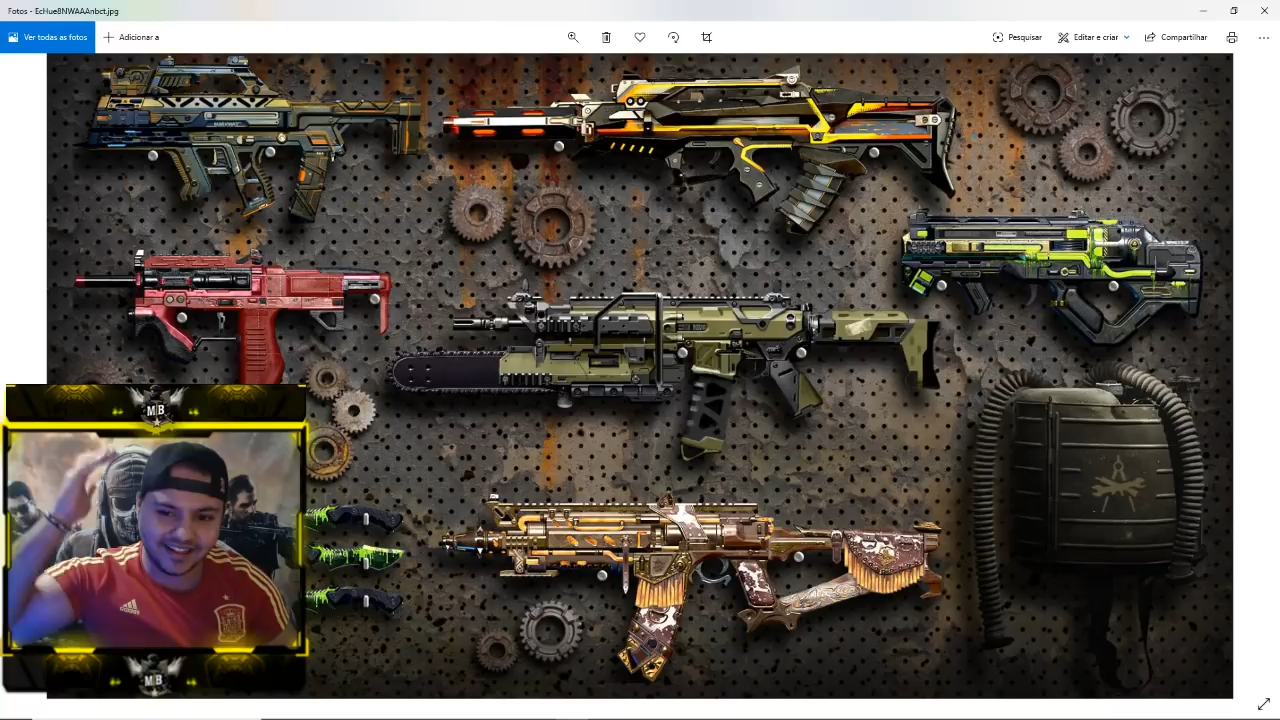 Fotos - EcHue8NWAAAnbct.jpg
Ver todas as fotos
Adicionar a
Pesquisar
Editar e criar
Compartilhar
MB
MB